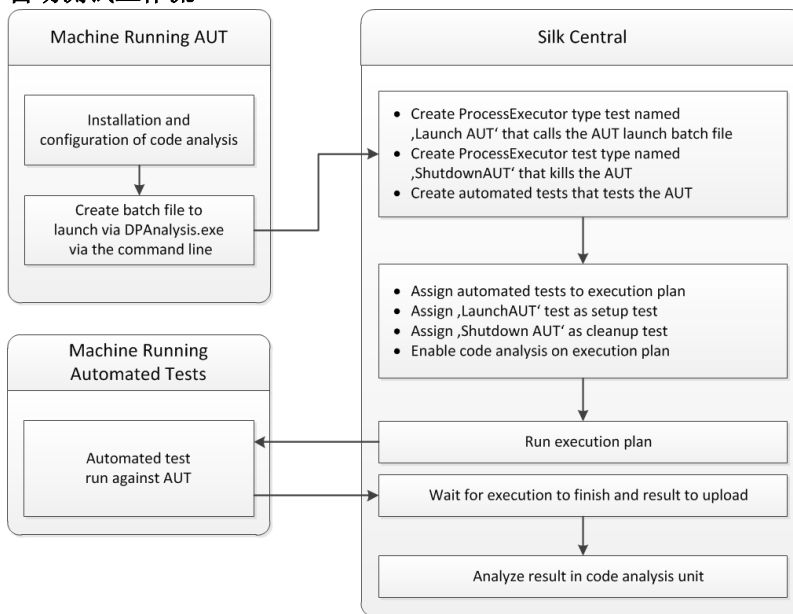 Machine Running AUT
Installation and
configuration of code analysis
Create batch file to
launch via DPAnalysis.exe
via the command line
Silk Central
• Create ProcessExecutor type test named
‚Launch AUT‘ that calls the AUT launch batch file
• Create ProcessExecutor test type named
‚ShutdownAUT‘ that kills the AUT
• Create automated tests that tests the AUT
• Assign automated tests to execution plan
• Assign ‚LaunchAUT‘ test as setup test
• Assign ‚Shutdown AUT‘ as cleanup test
• Enable code analysis on execution plan
Machine Running
Automated Tests
Automated test
run against AUT
Run execution plan
Wait for execution to finish and result to upload
Analyze result in code analysis unit